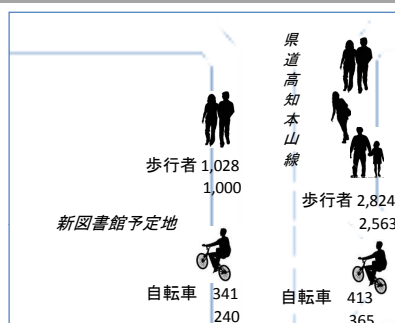 県道高知本山線
歩行者 1,028
1,000
歩行者 2,824
2,563
新図書館予定地
自転車 341
240
自転車 413
365